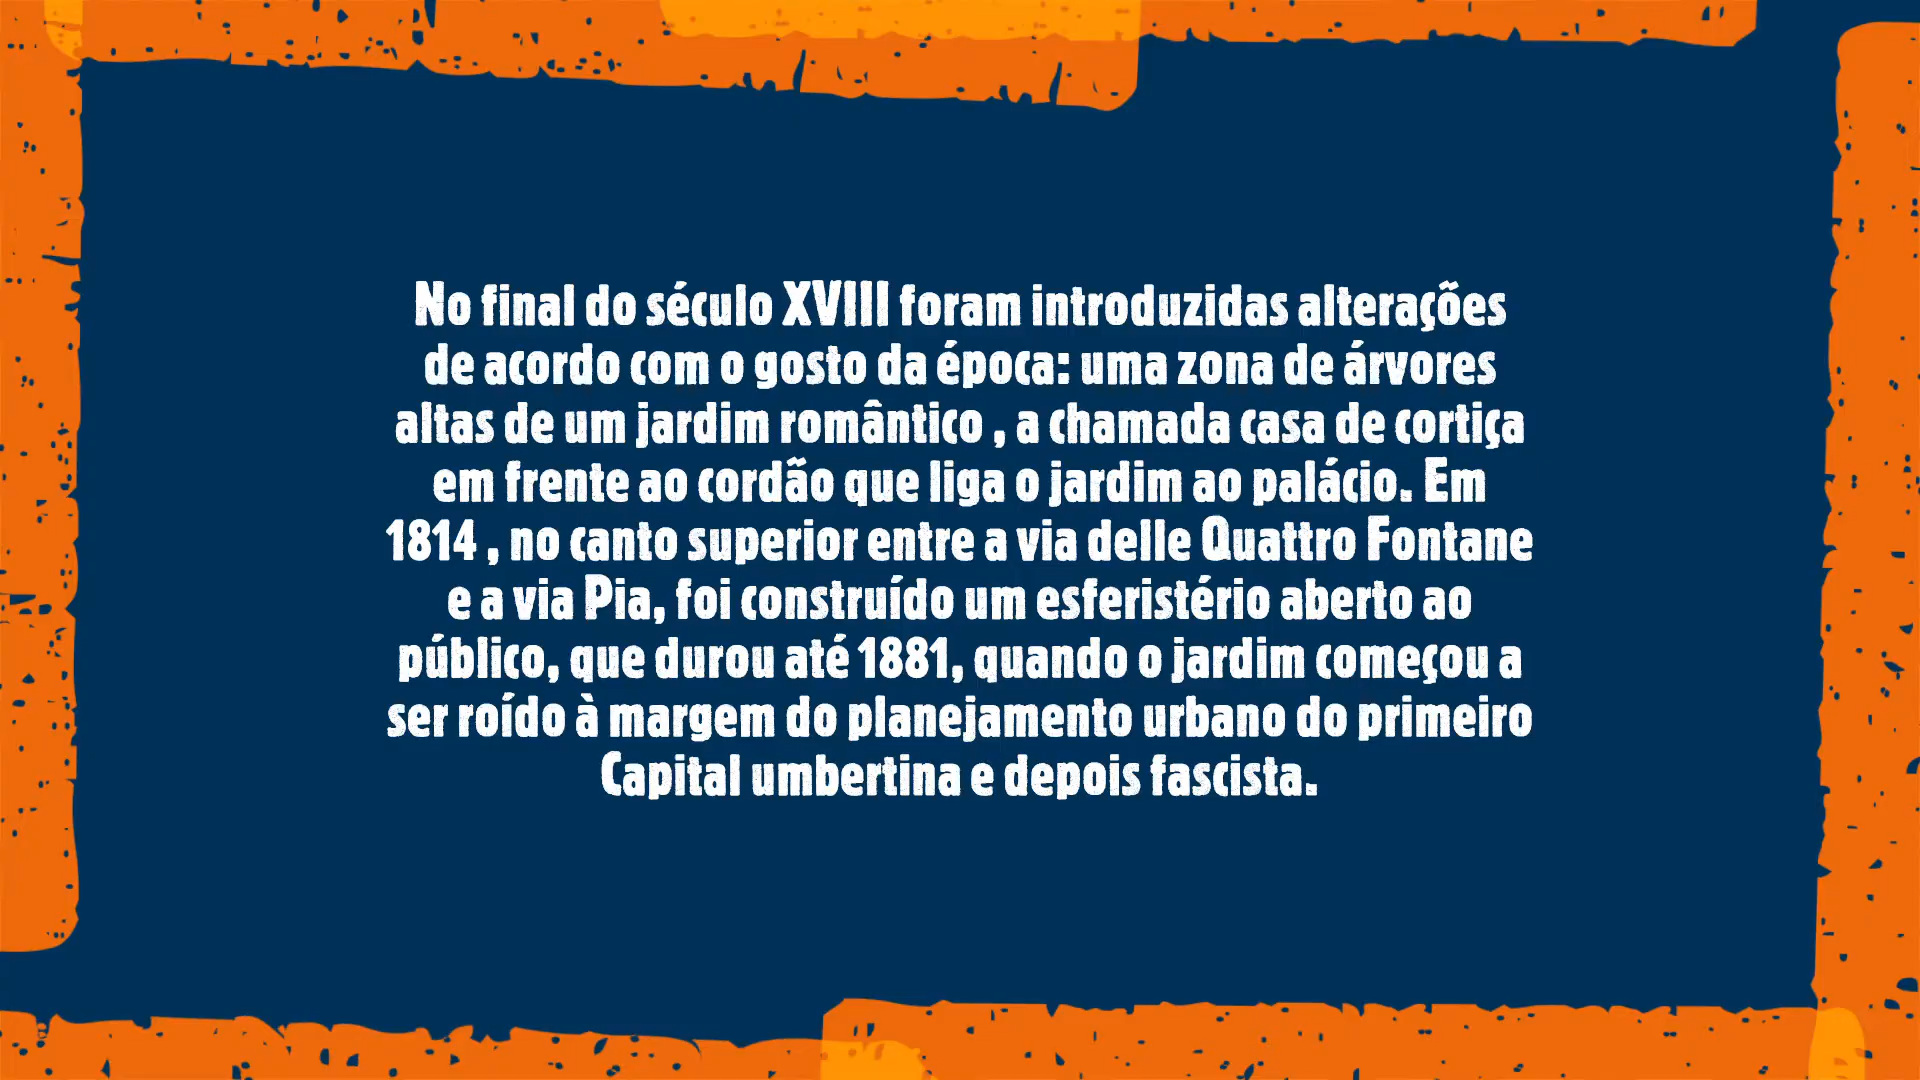 No final do século XVIII foram introduzidas alterações
de acordo com o gosto da época: uma zona de árvores
altas de um jardim romântico , a chamada casa de cortiça
em frente ao cordão que liga o jardim ao palácio. Em
1814 , no canto superior entre a via delle Quattro Fontane
e a via Pia, foi construído um esferistério aberto ao
público, que durou até 1881, quando o jardim começou a
ser roído à margem do planejamento urbano do primeiro
Capital umbertina e depois fascista.